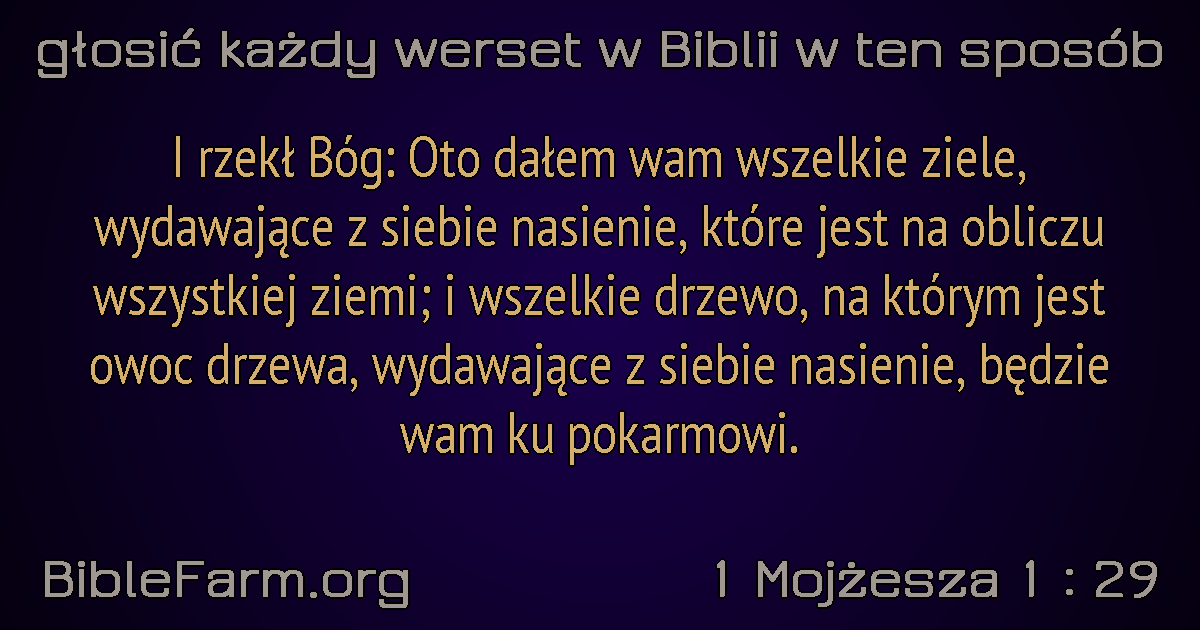 głosić każdy werset w Biblii w ten sposób
I rzekł Bóg: Oto dałem wam wszelkie ziele,
wydawające z siebie nasienie, które jest na obliczu
wszystkiej ziemi; i wszelkie drzewo, na którym jest
owoc drzewa, wydawające z siebie nasienie, będzie
wam ku pokarmowi.
BibleFarm.org
1 Mojżesza 1 : 29